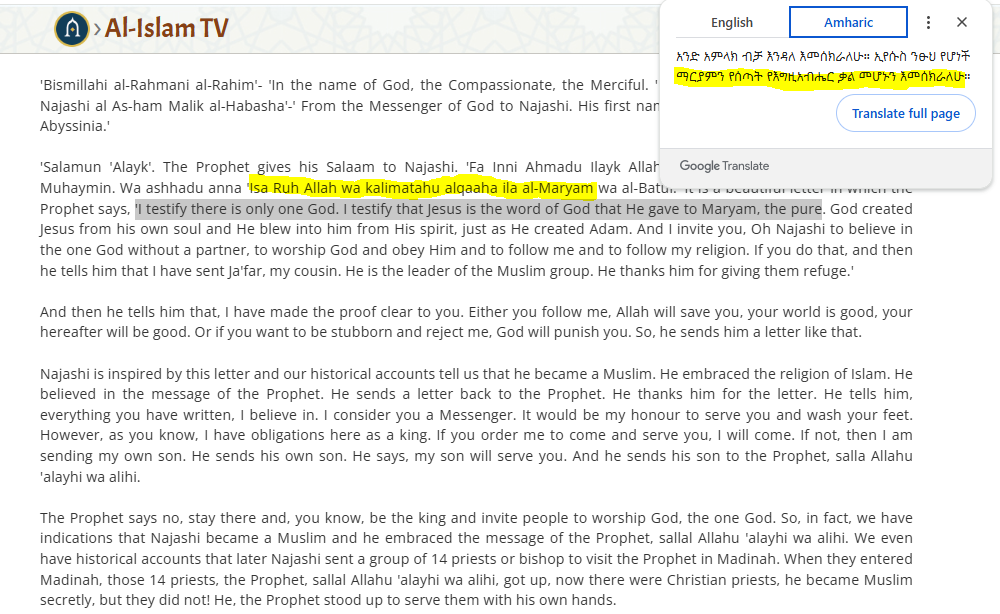 Al-Islam TV
English
Amharic
አንድ አምላክ ብቻ እንዳለ እመሰክራለሁ። ኢየሱስ ንፁህ የሆነች
ማርያምን የሰጣት የእግዚአብሔር ቃል መሆኑን እመሰክራለሁ።
Translate full page
Google Translate
'Bismillahi al-Rahmani al-Rahim'- 'In the name of God, the Compassionate, the Merciful. '
Najashi al As-ham Malik al-Habasha'-' From the Messenger of God to Najashi. His first nam
Abyssinia.'
'Salamun 'Alayk'. The Prophet gives his Salaam to Najashi. 'Fa Inni Ahmadu Ilayk Allah
Muhaymin. Wa ashhadu anna 'Isa Ruh Allah wa kalimatahu alqaaha ila al-Maryam wa al-Batul.' It is a beautiful letter in which the
Prophet says, 'I testify there is only one God. I testify that Jesus is the word of God that He gave to Maryam, the pure. God created
Jesus from his own soul and He blew into him from His spirit, just as He created Adam. And I invite you, Oh Najashi to believe in
the one God without a partner, to worship God and obey Him and to follow me and to follow my religion. If you do that, and then
he tells him that I have sent Ja'far, my cousin. He is the leader of the Muslim group. He thanks him for giving them refuge.'
And then he tells him that, I have made the proof clear to you. Either you follow me, Allah will save you, your world is good, your
hereafter will be good. Or if you want to be stubborn and reject me, God will punish you. So, he sends him a letter like that.
Najashi is inspired by this letter and our historical accounts tell us that he became a Muslim. He embraced the religion of Islam. He
believed in the message of the Prophet. He sends a letter back to the Prophet. He thanks him for the letter. He tells him,
everything you have written, I believe in. I consider you a Messenger. It would be my honour to serve you and wash your feet.
However, as you know, I have obligations here as a king. If you order me to come and serve you, I will come. If not, then I am
sending my own son. He sends his own son. He says, my son will serve you. And he sends his son to the Prophet, salla Allahu
'alayhi wa alihi.
The Prophet says no, stay there and, you know, be the king and invite people to worship God, the one God. So, in fact, we have
indications that Najashi became a Muslim and he embraced the message of the Prophet, sallal Allahu 'alayhi wa alihi. We even
have historical accounts that later Najashi sent a group of 14 priests or bishop to visit the Prophet in Madinah. When they entered
Madinah, those 14 priests, the Prophet, sallal Allahu 'alayhi wa alihi, got up, now there were Christian priests, he became Muslim
secretly, but they did not! He, the Prophet stood up to serve them with his own hands.